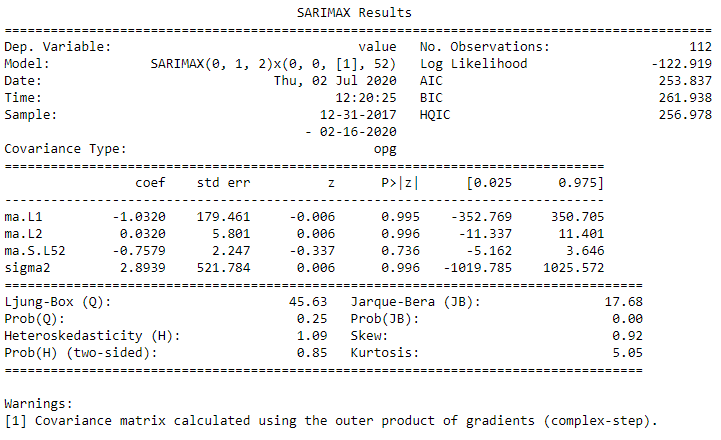 SARIMAX Results
==============================================================================================
Dep. Variable: value No. Observations: 112
Model: SARIMAX(0, 1, 2)x(0, 0, [1], 52) Log Likelihood -122.919
Date: Thu, 02 Jul 2020 AIC 253.837
Time: 12:20:25 BIC 261.938
Sample: 12-31-2017 HQIC 256.978
- 02-16-2020
Covariance Type: opg
==============================================================================
coef std err z P>|z| [0.025 0.975]
------------------------------------------------------------------------------
ma.L1 -1.0320 179.461 -0.006 0.995 -352.769 350.705
ma.L2 0.0320 5.801 0.006 0.996 -11.337 11.401
ma.S.L52 -0.7579 2.247 -0.337 0.736 -5.162 3.646
sigma2 2.8939 521.784 0.006 0.996 -1019.785 1025.572
===================================================================================
Ljung-Box (Q): 45.63 Jarque-Bera (JB): 17.68
Prob(Q): 0.25 Prob(JB): 0.00
Heteroskedasticity (H): 1.09 Skew: 0.92
Prob(H) (two-sided): 0.85 Kurtosis: 5.05
===================================================================================
Warnings:
[1] Covariance matrix calculated using the outer product of gradients (complex-step).